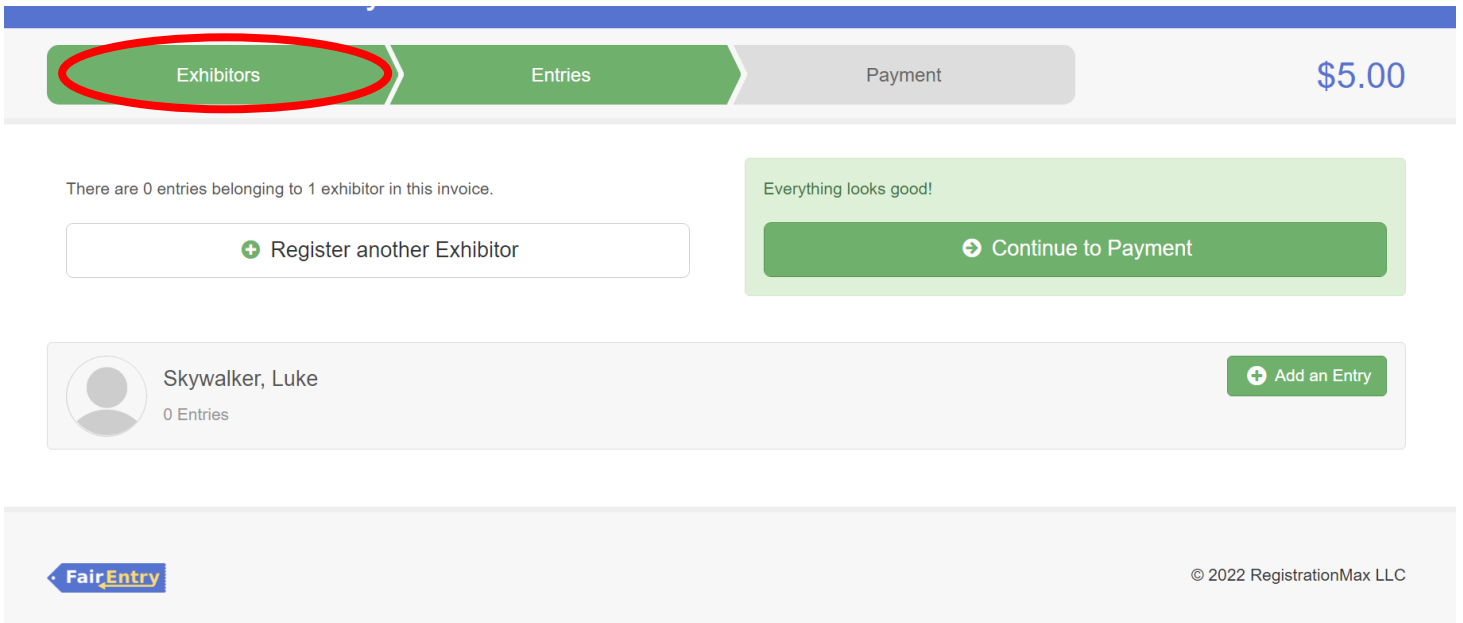 Exhibitors
Entries
Payment
$5.00
There are 0 entries belonging to 1 exhibitor in this invoice.
Register another Exhibitor
Everything looks good!
Continue to Payment
Skywalker, Luke
0 Entries
Add an Entry
FairEntry
© 2022 RegistrationMax LLC